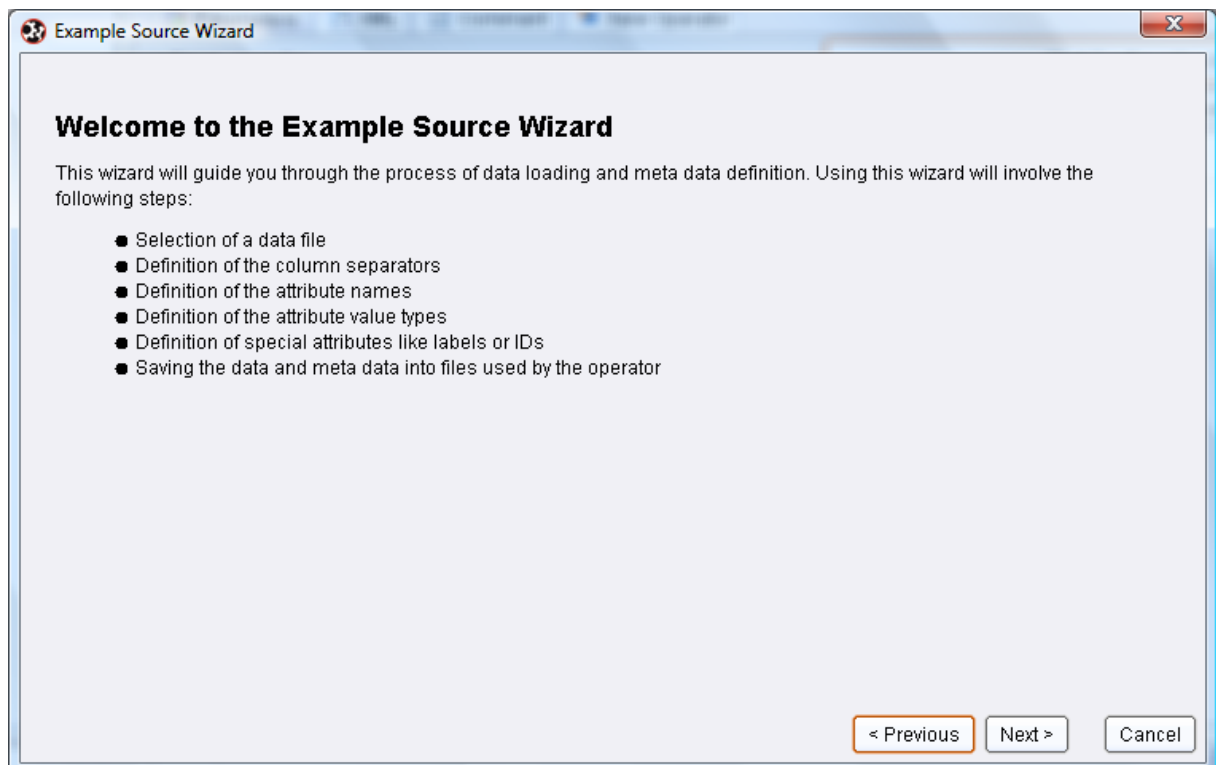 Example Source Wizard
Welcome to the Example Source Wizard
This wizard will guide you through the process of data loading and meta data definition. Using this wizard will involve the
following steps:
Selection of a data file
Definition of the column separators
Definition of the attribute names
Definition of the attribute value types
Definition of special attributes like labels or IDs
Saving the data and meta data into files used by the operator
< Previous Next > Cancel